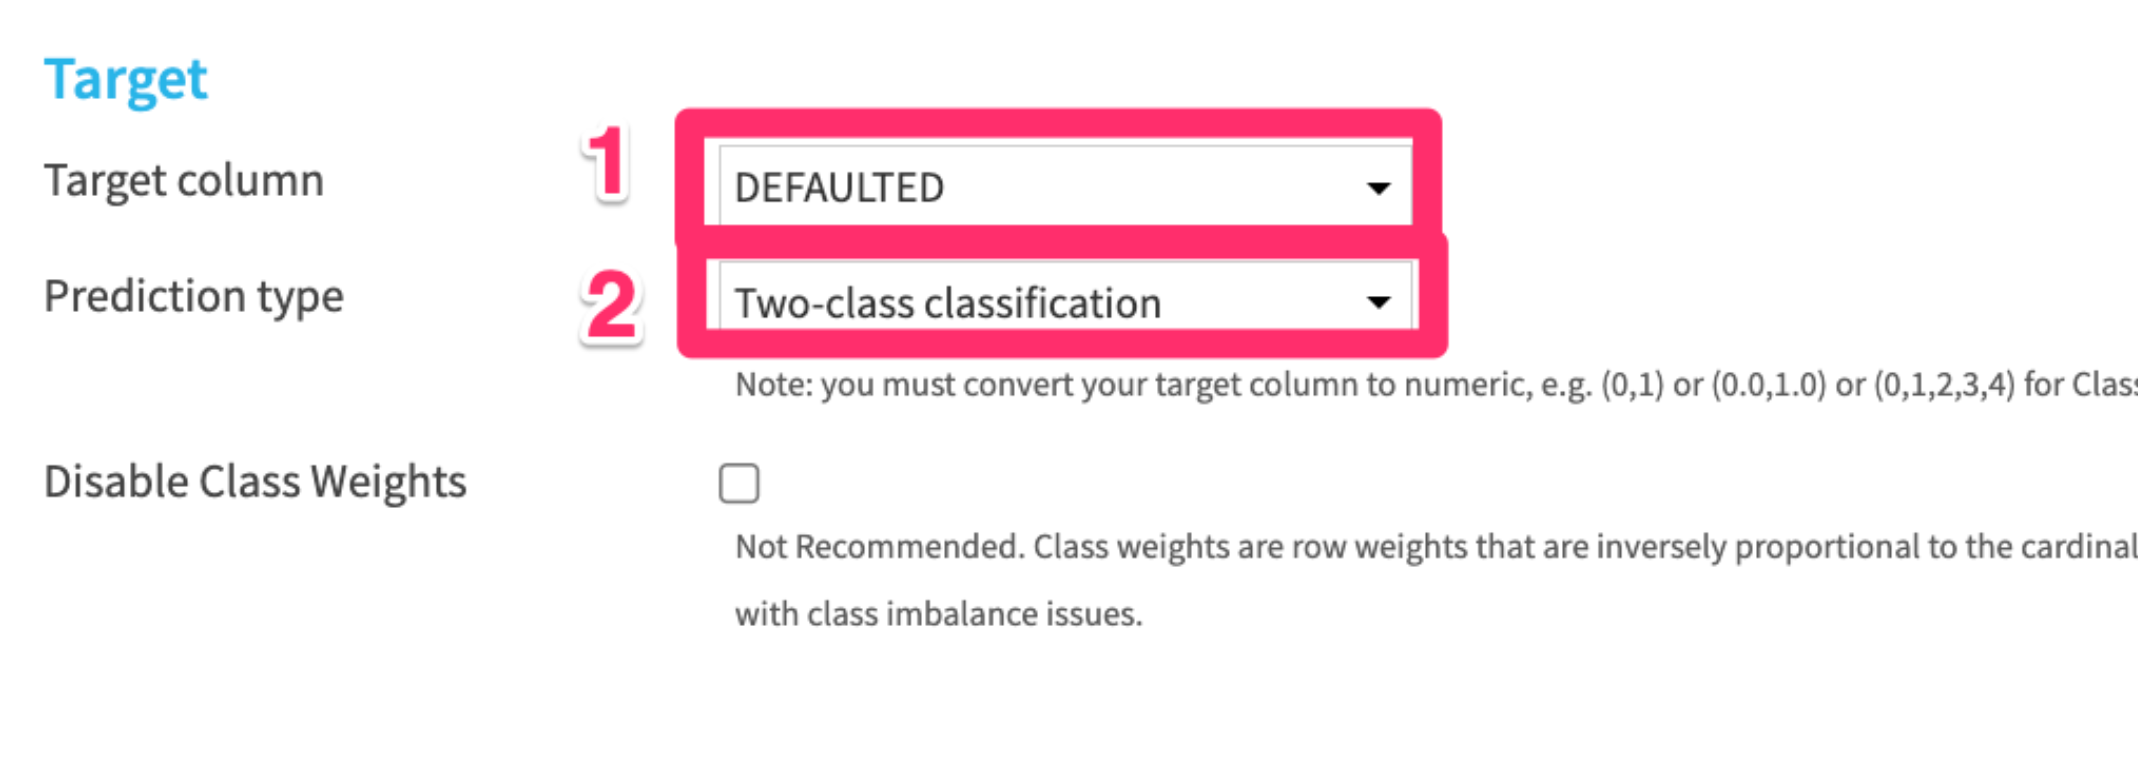 Target
Target column
1
DEFAULTED
Prediction type
2
Two-class classification
Note: you must convert your target column to numeric, e.g. (0,1) or (0.0,1.0) or (0,1,2,3,4) for
Disable Class Weights
Not Recommended. Class weights are row weights that are inversely proportional to the
with class imbalance issues.